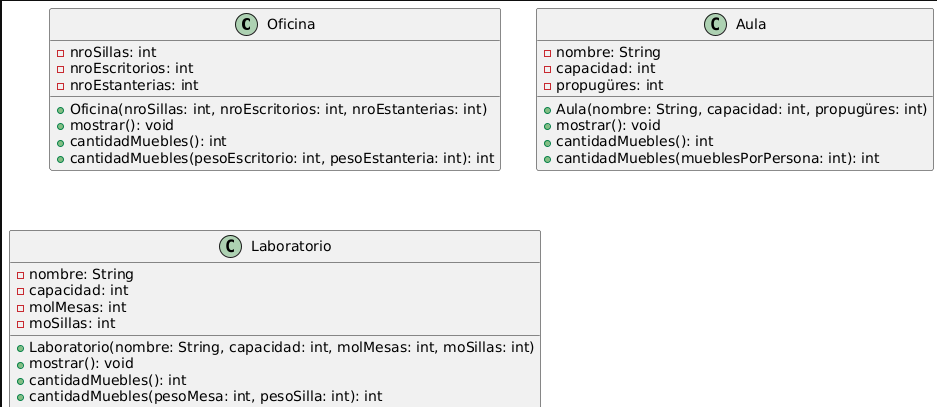 C Oficina
nroSillas: int
nroEscritorios: int
nroEstanterias: int
Oficina(nroSillas: int, nroEscritorios: int, nroEstanterias: int)
mostrar(): void
cantidadMuebles(): int
cantidadMuebles(pesoEscritorio: int, pesoEstanteria: int): int
C Aula
nombre: String
capacidad: int
propugüres: int
Aula(nombre: String, capacidad: int, propugüres: int)
mostrar(): void
cantidadMuebles(): int
cantidadMuebles(mueblesPorPersona: int): int
C Laboratorio
nombre: String
capacidad: int
molMesas: int
moSillas: int
Laboratorio(nombre: String, capacidad: int, molMesas: int, moSillas: int)
mostrar(): void
cantidadMuebles(): int
cantidadMuebles(pesoMesa: int, pesoSilla: int): int